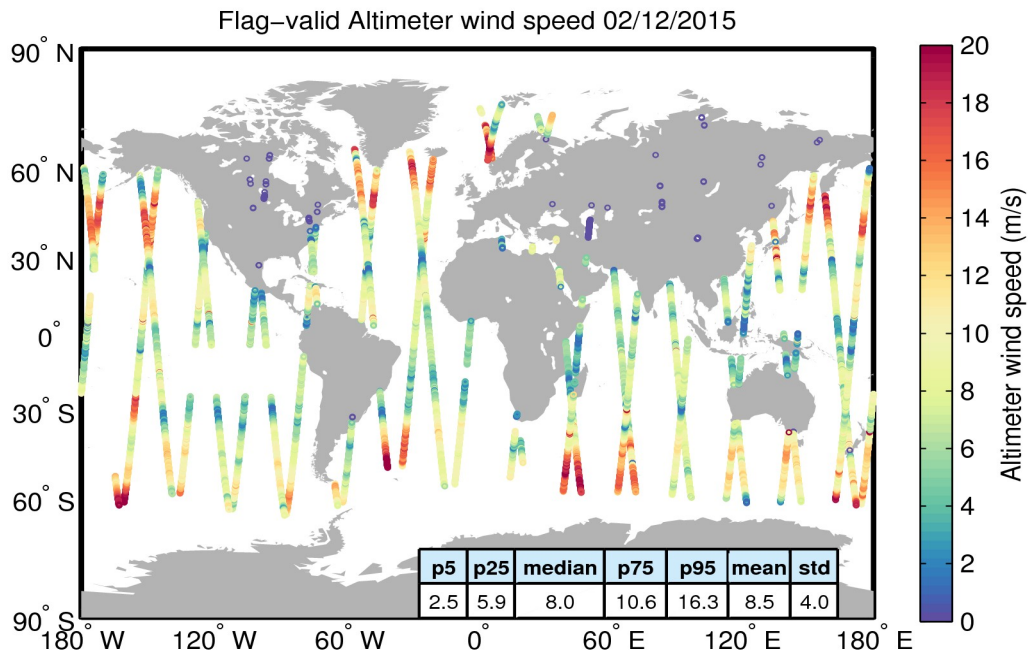 Flag−valid Altimeter wind speed 02/12/2015
90° N
60° N
30° N
0°
30° S
60° S
90° S
180° W
120° W
60° W
0°
60° E
120° E
180° E
p5 p25 median p75 p95 mean std
2.5 5.9 8.0 10.6 16.3 8.5 4.0
20
18
16
14
12
10
8
6
4
2
0
Altimeter wind speed (m/s)